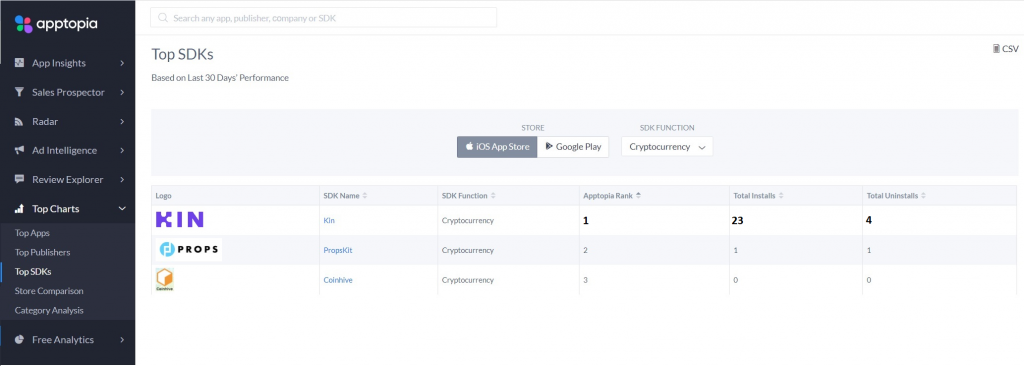 apptopia
Search any app, publisher, company or SDK
App Insights
Sales Prospector
Radar
Ad Intelligence
Review Explorer
Top Charts
Top Apps
Top Publishers
Top SDKs
Store Comparison
Category Analysis
Free Analytics
Top SDKs
CSV
Based on Last 30 Days' Performance
STORE SDK FUNCTION
iOS App Store Google Play Cryptocurrency
Logo SDK Name SDK Function Apptopia Rank Total Installs Total Uninstalls
KIN Kin Cryptocurrency 1 23 4
PROPS PropsKit Cryptocurrency 2 1 1
Coinhive Coinhive Cryptocurrency 3 0 0